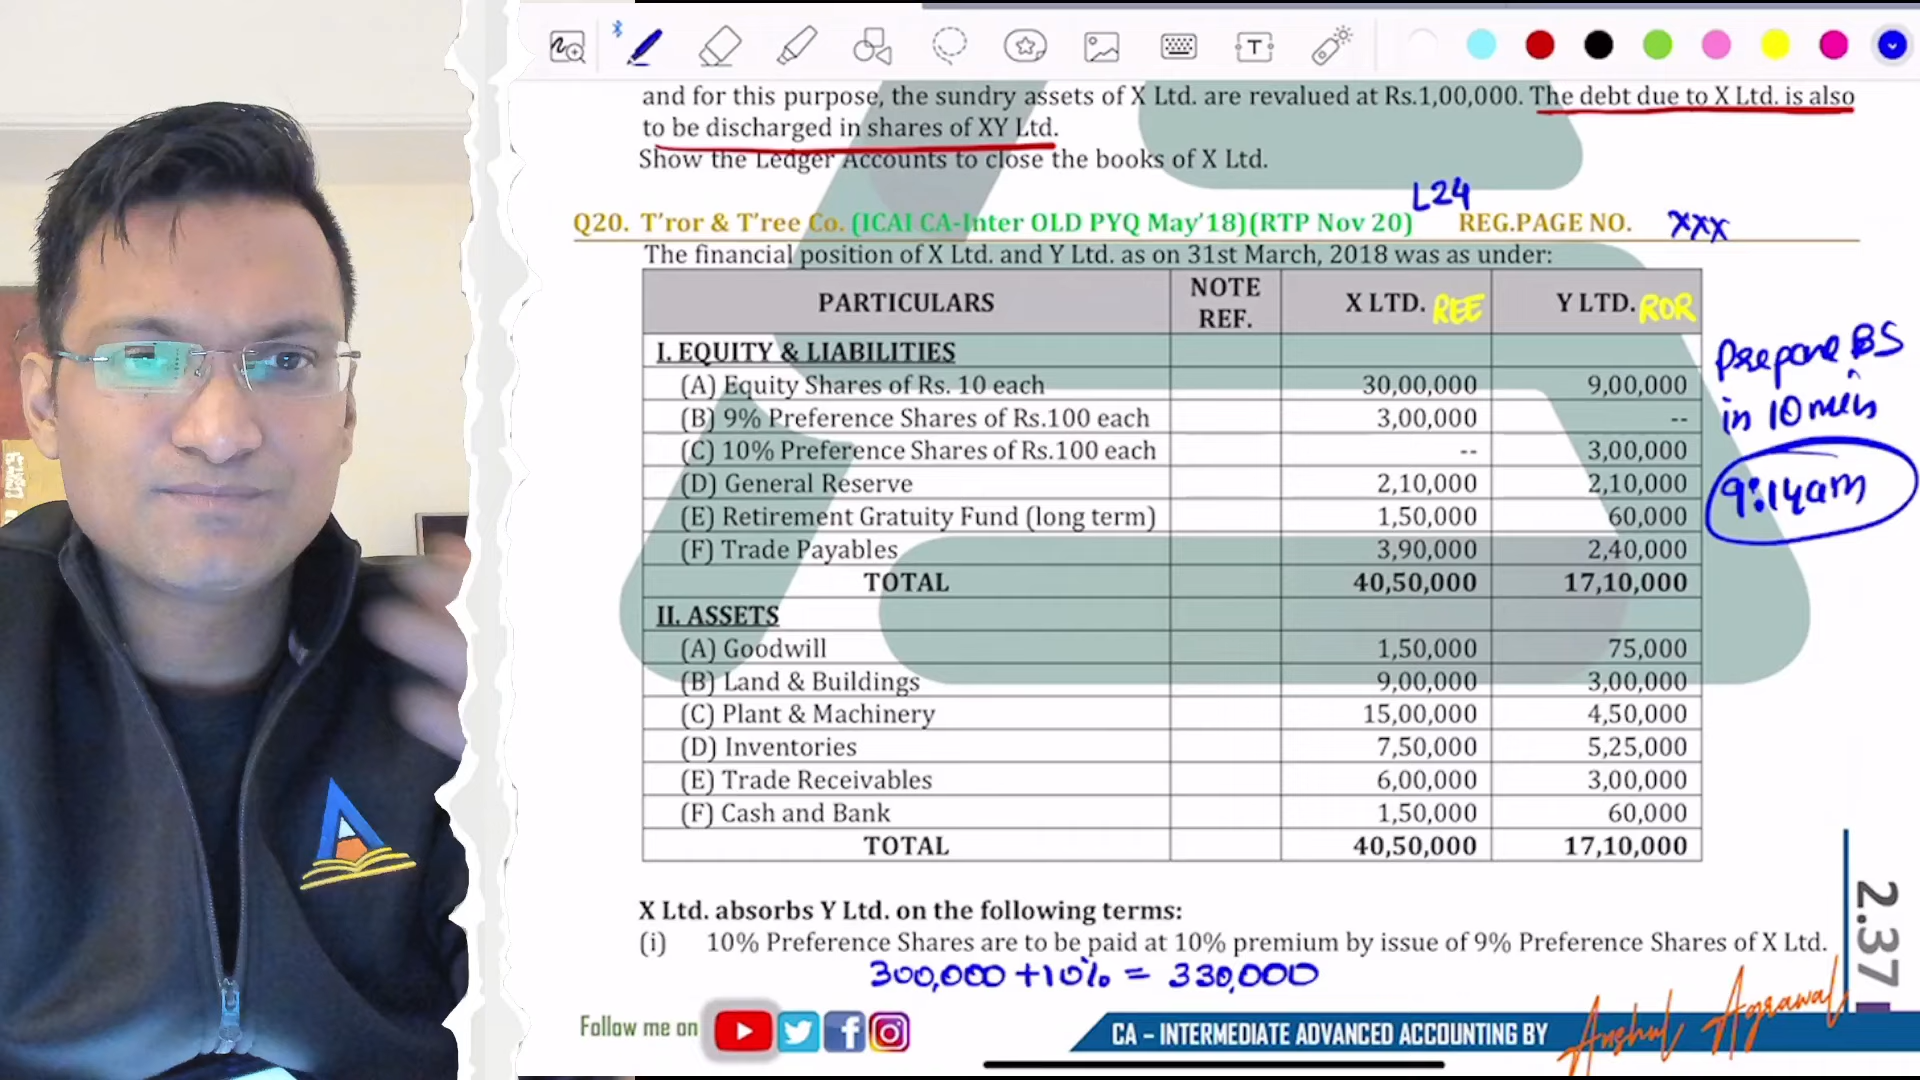 and for this purpose, the sundry assets of X Ltd. are revalued at Rs.1,00,000. The debt due to X Ltd. is also
to be discharged in shares of XY Ltd.
Show the Ledger Accounts to close the books of X Ltd.
L24
Q20. T'ror & T'ree Co. (ICAI CA-Inter OLD PYQ May'18)(RTP Nov 20) REG.PAGE NO. XXX
The financial position of X Ltd. and Y Ltd. as on 31st March, 2018 was as under:
PARTICULARS NOTE REF. X LTD. REE Y LTD. ROR
I. EQUITY & LIABILITIES
(A) Equity Shares of Rs. 10 each 30,00,000 9,00,000
(B) 9% Preference Shares of Rs.100 each 3,00,000 --
(C) 10% Preference Shares of Rs.100 each -- 3,00,000
(D) General Reserve 2,10,000 2,10,000
(E) Retirement Gratuity Fund (long term) 1,50,000 60,000
(F) Trade Payables 3,90,000 2,40,000
TOTAL 40,50,000 17,10,000
II. ASSETS
(A) Goodwill 1,50,000 75,000
(B) Land & Buildings 9,00,000 3,00,000
(C) Plant & Machinery 15,00,000 4,50,000
(D) Inventories 7,50,000 5,25,000
(E) Trade Receivables 6,00,000 3,00,000
(F) Cash and Bank 1,50,000 60,000
TOTAL 40,50,000 17,10,000
Prepare BS
in 10 min
9:14am
X Ltd. absorbs Y Ltd. on the following terms:
(i) 10% Preference Shares are to be paid at 10% premium by issue of 9% Preference Shares of X Ltd.
300,000 + 10% = 330,000
2.37
Follow me on
CA – INTERMEDIATE ADVANCED ACCOUNTING BY
Anshul Agrawal